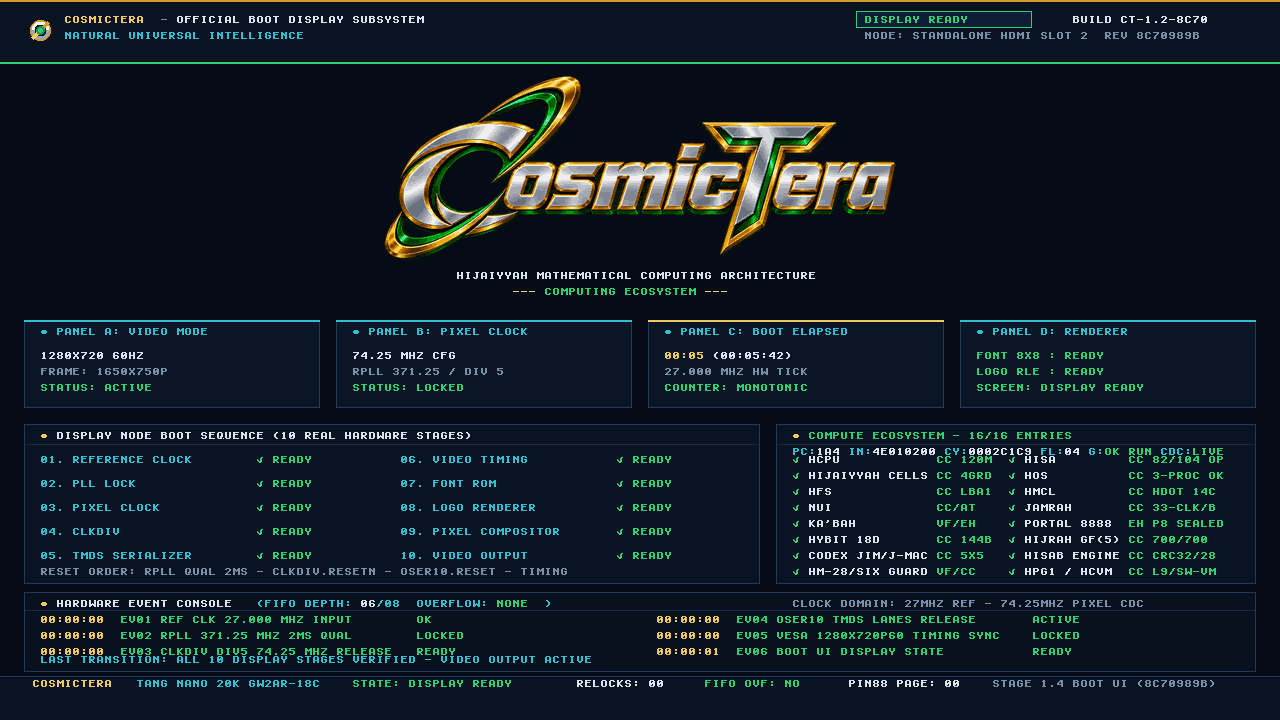 COSMICTERA – OFFICIAL BOOT DISPLAY SUBSYSTEM
NATURAL UNIVERSAL INTELLIGENCE
DISPLAY READY
BUILD CT-1.2-8C70
NODE: STANDALONE HDMI SLOT 2 REV 8C70989B
CosmicTera
HIJAIYYAH MATHEMATICAL COMPUTING ARCHITECTURE
--- COMPUTING ECOSYSTEM ---
PANEL A: VIDEO MODE
1280X720 60HZ
FRAME: 1650X750P
STATUS: ACTIVE
PANEL B: PIXEL CLOCK
74.25 MHZ CFG
RPLL 371.25 / DIV 5
STATUS: LOCKED
PANEL C: BOOT ELAPSED
00:05 (00:05:42)
27.000 MHZ HW TICK
COUNTER: MONOTONIC
PANEL D: RENDERER
FONT 8X8 : READY
LOGO RLE : READY
SCREEN: DISPLAY READY
DISPLAY NODE BOOT SEQUENCE (10 REAL HARDWARE STAGES)
01. REFERENCE CLOCK ✓ READY 06. VIDEO TIMING ✓ READY
02. PLL LOCK ✓ READY 07. FONT ROM ✓ READY
03. PIXEL CLOCK ✓ READY 08. LOGO RENDERER ✓ READY
04. CLKDIV ✓ READY 09. PIXEL COMPOSITOR ✓ READY
05. TMDS SERIALIZER ✓ READY 10. VIDEO OUTPUT ✓ READY
RESET ORDER: RPLL QUAL 2MS – CLKDIV.RESETN – OSER10.RESET – TIMING
COMPUTE ECOSYSTEM – 16/16 ENTRIES
PC:1A4 IN:4E010200 CY:0002C1C9 FL:04 G:OK RUN CDC:LIVE
✓ HCPU CC 120M ✓ HISA CC 82/104 OP
✓ HIJAIYYAH CELLS CC 46RD ✓ HOS CC 3-PROC OK
✓ HFS CC LBA1 ✓ HMCL CC HDOT 14C
✓ NUI CC/AT ✓ JAMRAH CC 33-CLK/B
✓ KA'BAH VF/EH ✓ PORTAL 8888 EH P8 SEALED
✓ HYBIT 18D CC 144B ✓ HIJRAH GF(5) CC 700/700
✓ CODEX JIM/J-MAC CC 5X5 ✓ HISAB ENGINE CC CRC32/28
✓ HM-28/SIX GUARD VF/CC ✓ HPG1 / HCVM CC L9/SW-VM
HARDWARE EVENT CONSOLE (FIFO DEPTH: 06/08 OVERFLOW: NONE ) CLOCK DOMAIN: 27MHZ REF – 74.25MHZ PIXEL CDC
00:00:00 EV01 REF CLK 27.000 MHZ INPUT OK 00:00:00 EV04 OSER10 TMDS LANES RELEASE ACTIVE
00:00:00 EV02 RPLL 371.25 MHZ 2MS QUAL LOCKED 00:00:00 EV05 VESA 1280X720P60 TIMING SYNC LOCKED
00:00:00 EV03 CLKDIV DIV5 74.25 MHZ RELEASE READY 00:00:01 EV06 BOOT UI DISPLAY STATE READY
LAST TRANSITION: ALL 10 DISPLAY STAGES VERIFIED – VIDEO OUTPUT ACTIVE
COSMICTERA TANG NANO 20K GW2AR-18C STATE: DISPLAY READY RELOCKS: 00 FIFO OVF: NO PIN88 PAGE: 00 STAGE 1.4 BOOT UI (8C70989B)